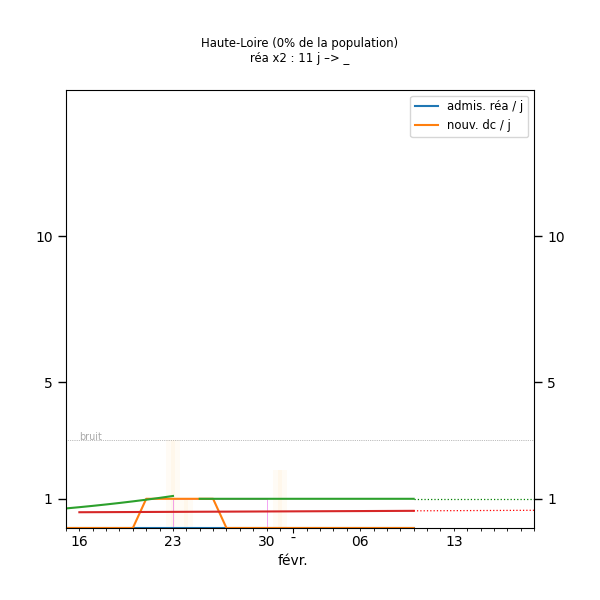 Haute-Loire (0% de la population)
réa x2 : 11 j –> _
admis. réa / j
nouv. dc / j
10 10
5 5
bruit
1 1
16 23 30 - 06 13
févr.